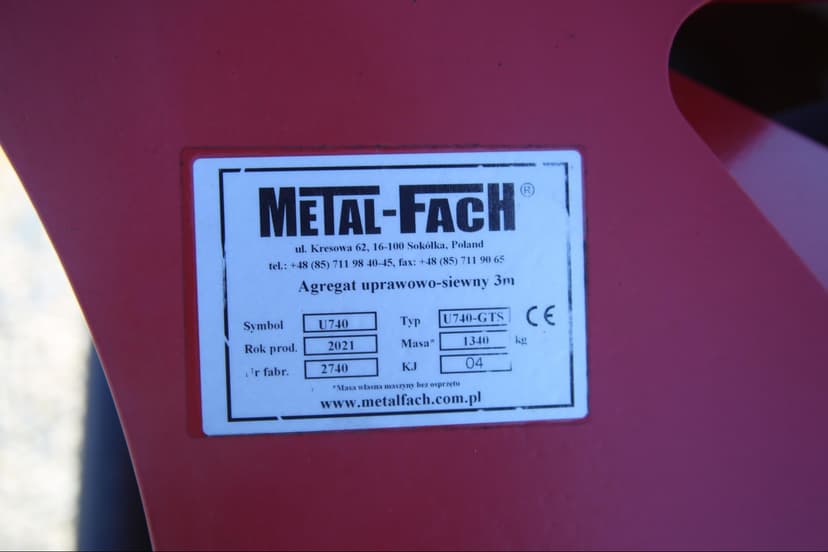 METAL-FACH®
ul. Kresowa 62, 16-100 Sokółka, Poland
tel.: +48 (85) 711 98 40-45, fax: +48 (85) 711 90 65
Agregat uprawowo-siewny 3m
Symbol U740 Typ U740-GTS CE
Rok prod. 2021 Masa* 1340 kg
Nr fabr. 2740 KJ 04
*Masa własna maszyny bez osprzętu
www.metalfach.com.pl